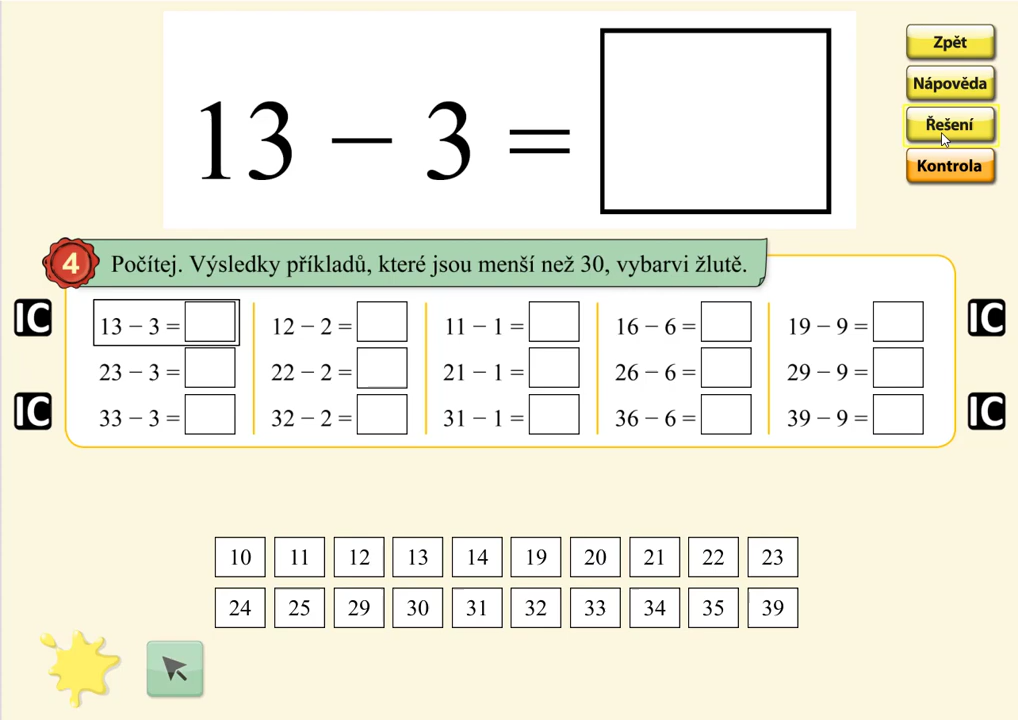 13 − 3 =
Zpět
Nápověda
Řešení
Kontrola
4 Počítej. Výsledky příkladů, které jsou menší než 30, vybarvi žlutě.
IC 13 − 3 = 12 − 2 = 11 − 1 = 16 − 6 = 19 − 9 = IC
23 − 3 = 22 − 2 = 21 − 1 = 26 − 6 = 29 − 9 =
IC 33 − 3 = 32 − 2 = 31 − 1 = 36 − 6 = 39 − 9 = IC
10 11 12 13 14 19 20 21 22 23
24 25 29 30 31 32 33 34 35 39